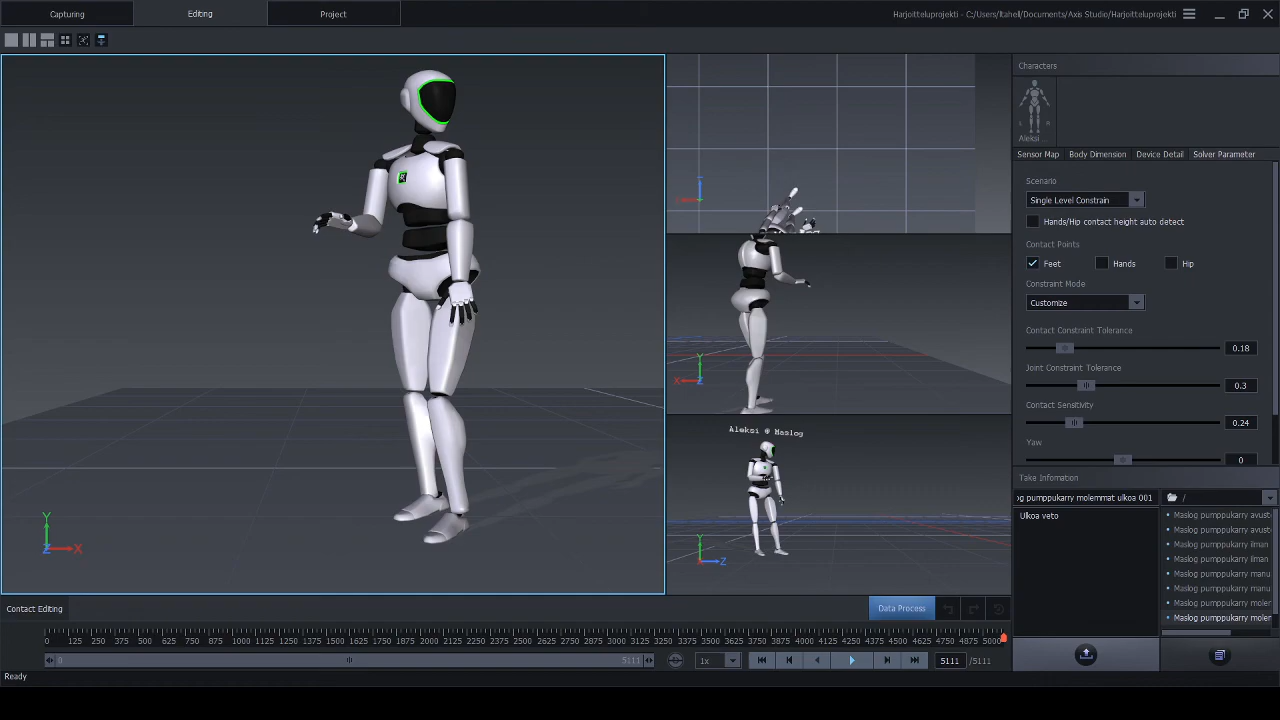 Capturing
Editing
Project
Harjoitteluprojekti - C:/Users/ltahell/Documents/Axis Studio/Harjoitteluprojekti
Characters
Aleksi ...
Sensor Map
Body Dimension
Device Detail
Solver Parameter
Scenario
Single Level Constrain
Hands/Hip contact height auto detect
Contact Points
Feet
Hands
Hip
Constraint Mode
Customize
Contact Constraint Tolerance
0.18
Joint Constraint Tolerance
0.3
Contact Sensitivity
0.24
Yaw
0
Aleksi @ Maslog
Y
Z
X
Z
X
Y
X
Z
Y
X
Z
Take Infomation
og pumppukarry molemmat ulkoa 001
/
Ulkoa veto
Maslog pumppukarry avust
Maslog pumppukarry avust
Maslog pumppukarry ilman
Maslog pumppukarry ilman
Maslog pumppukarry manu
Maslog pumppukarry manu
Maslog pumppukarry moler
Maslog pumppukarry moler
Contact Editing
Data Process
0 125 250 375 500 625 750 875 1000 1125 1250 1375 1500 1625 1750 1875 2000 2125 2250 2375 2500 2625 2750 2875 3000 3125 3250 3375 3500 3625 3750 3875 4000 4125 4250 4375 4500 4625 4750 4875 5000
0
5111
1x
5111
/5111
Ready